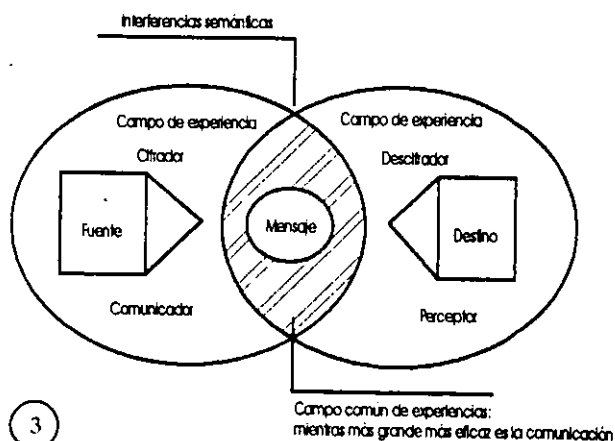 Interferencias semánticas
Campo de experiencia
Campo de experiencia
Cifrador
Descifrador
Fuente
Mensaje
Destino
Comunicador
Perceptor
Campo común de experiencias:
mientras más grande más eficaz es la comunicación
3